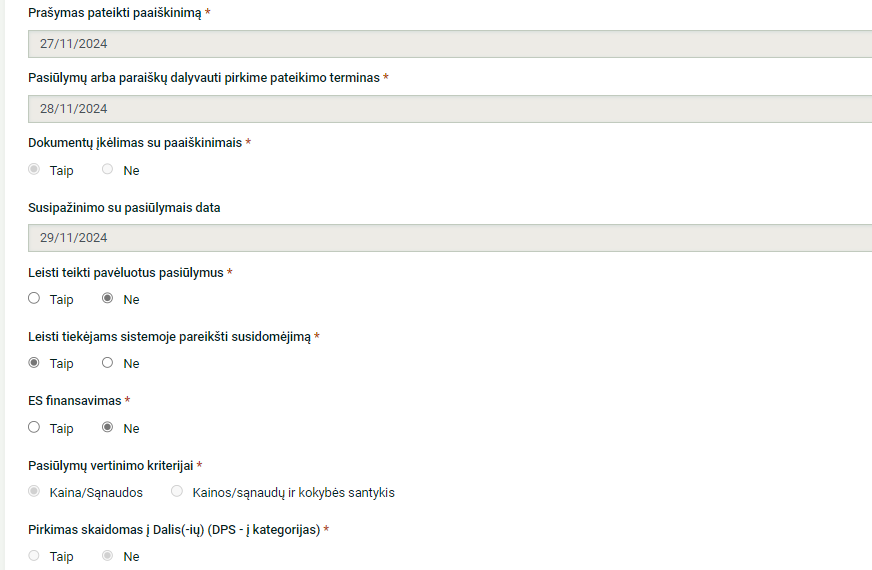 Prašymas pateikti paaiškinimą *
27/11/2024
Pasiūlymų arba paraiškų dalyvauti pirkime pateikimo terminas *
28/11/2024
Dokumentų įkėlimas su paaiškinimais *
Taip Ne
Susipažinimo su pasiūlymais data
29/11/2024
Leisti teikti pavėluotus pasiūlymus *
Taip Ne
Leisti tiekėjams sistemoje pareikšti susidomėjimą *
Taip Ne
ES finansavimas *
Taip Ne
Pasiūlymų vertinimo kriterijai *
Kaina/Sąnaudos Kainos/sąnaudų ir kokybės santykis
Pirkimas skaidomas į Dalis(-ių) (DPS - į kategorijas) *
Taip Ne